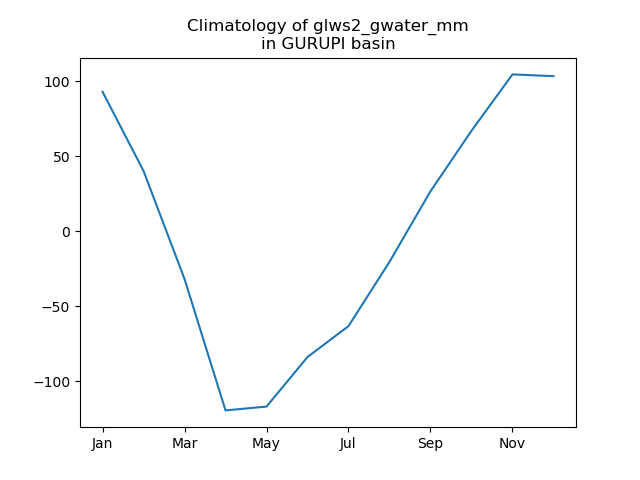 Climatology of glws2_gwater_mm
in GURUPI basin
100
50
0
−50
−100
Jan
Mar
May
Jul
Sep
Nov